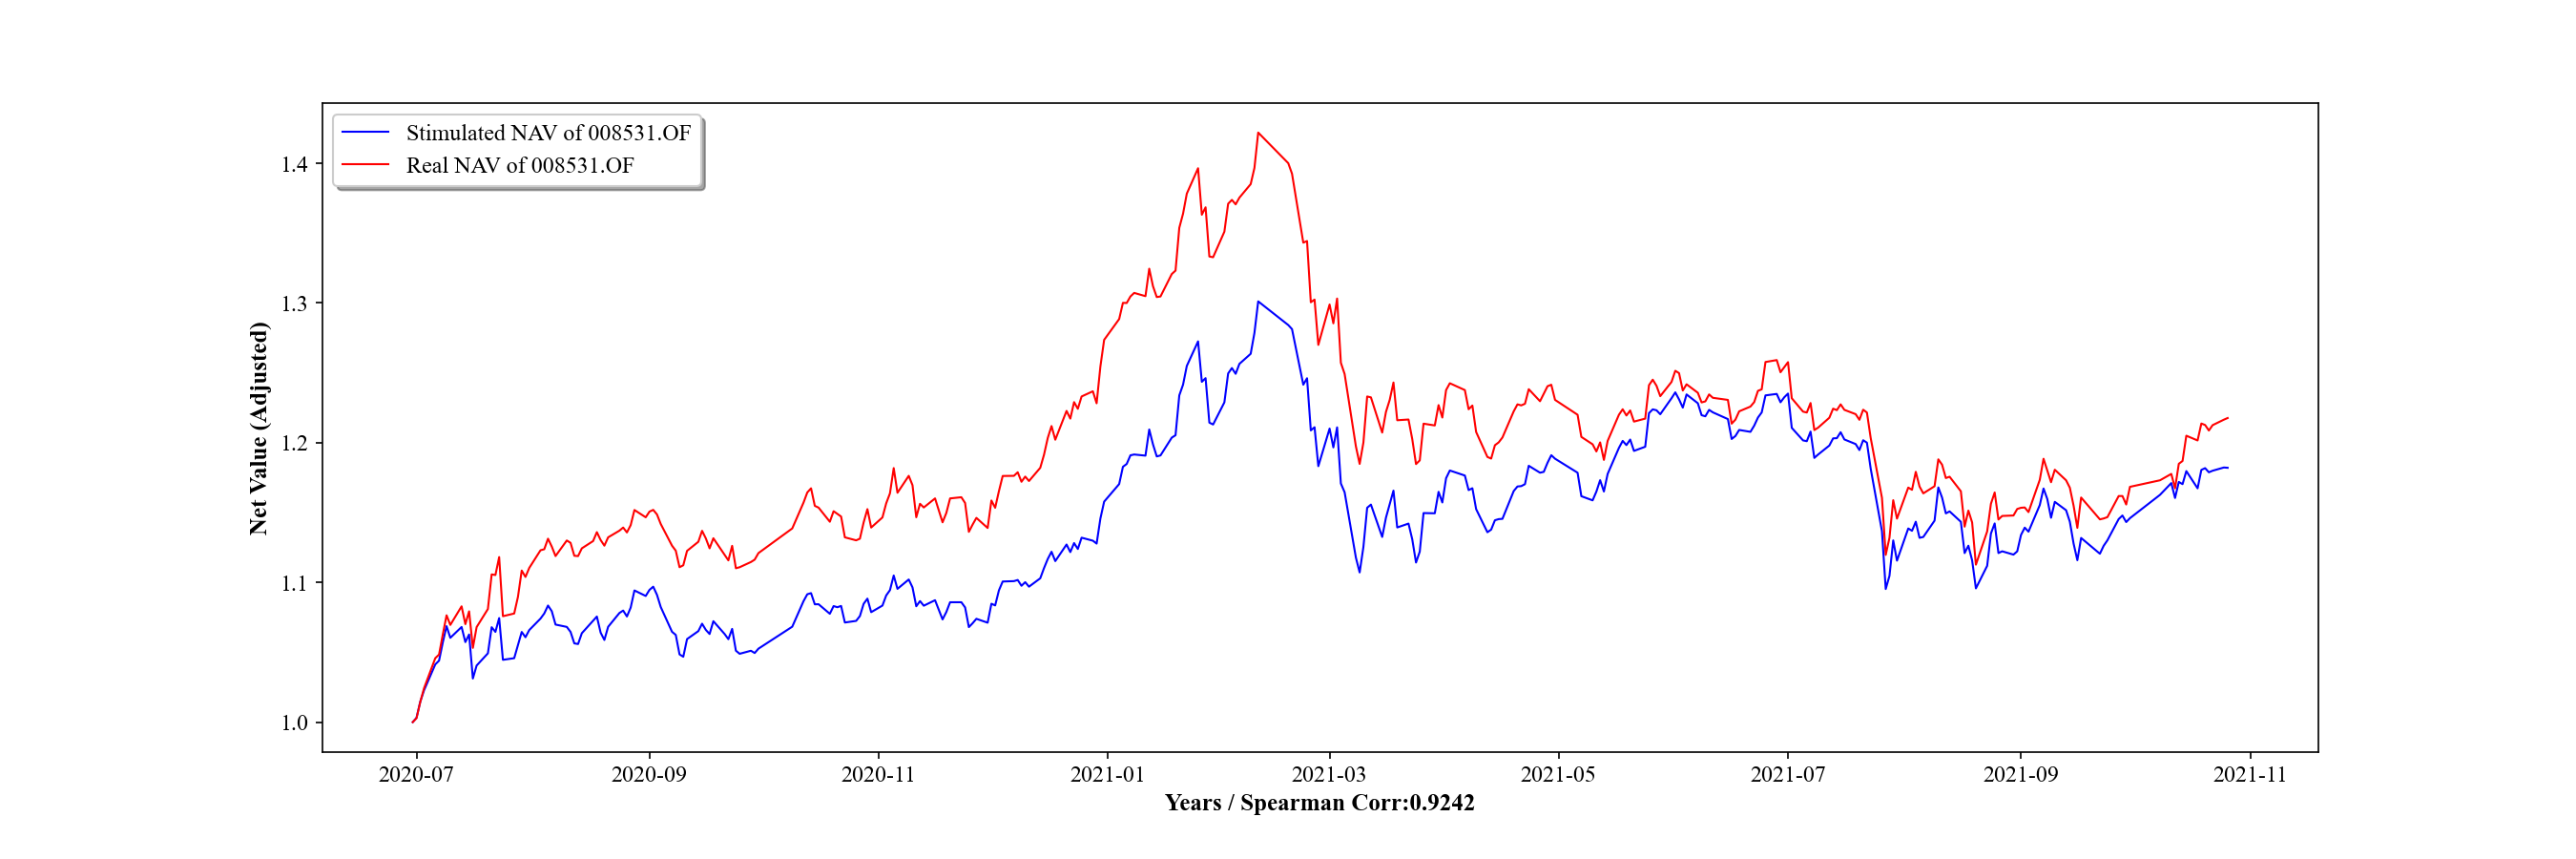 Stimulated NAV of 008531.OF
Real NAV of 008531.OF
Net Value (Adjusted)
1.4
1.3
1.2
1.1
1.0
2020-07 2020-09 2020-11 2021-01 2021-03 2021-05 2021-07 2021-09 2021-11
Years / Spearman Corr:0.9242